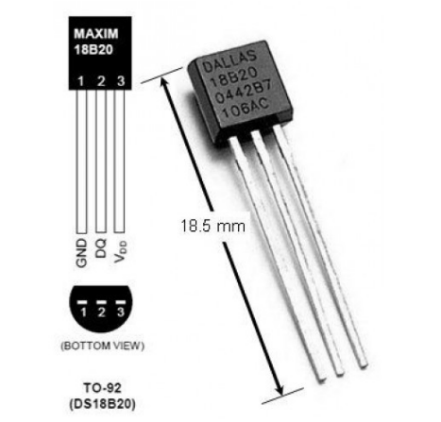 MAXIM
18B20
1 2 3
GND DQ VDD
1 2 3
(BOTTOM VIEW)
TO-92
(DS18B20)
DALLAS
18B20
0442B7
106AC
18.5 mm